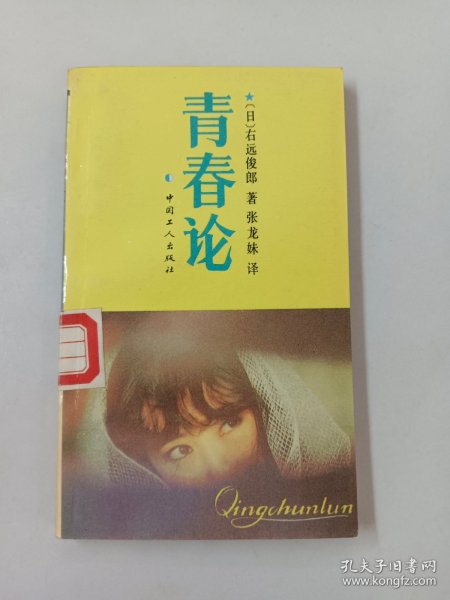 青春论
★〔日〕右远俊郎 著 张龙妹 译
中国工人出版社
Qingchunlun
孔夫子旧书网
www.kongfz.com